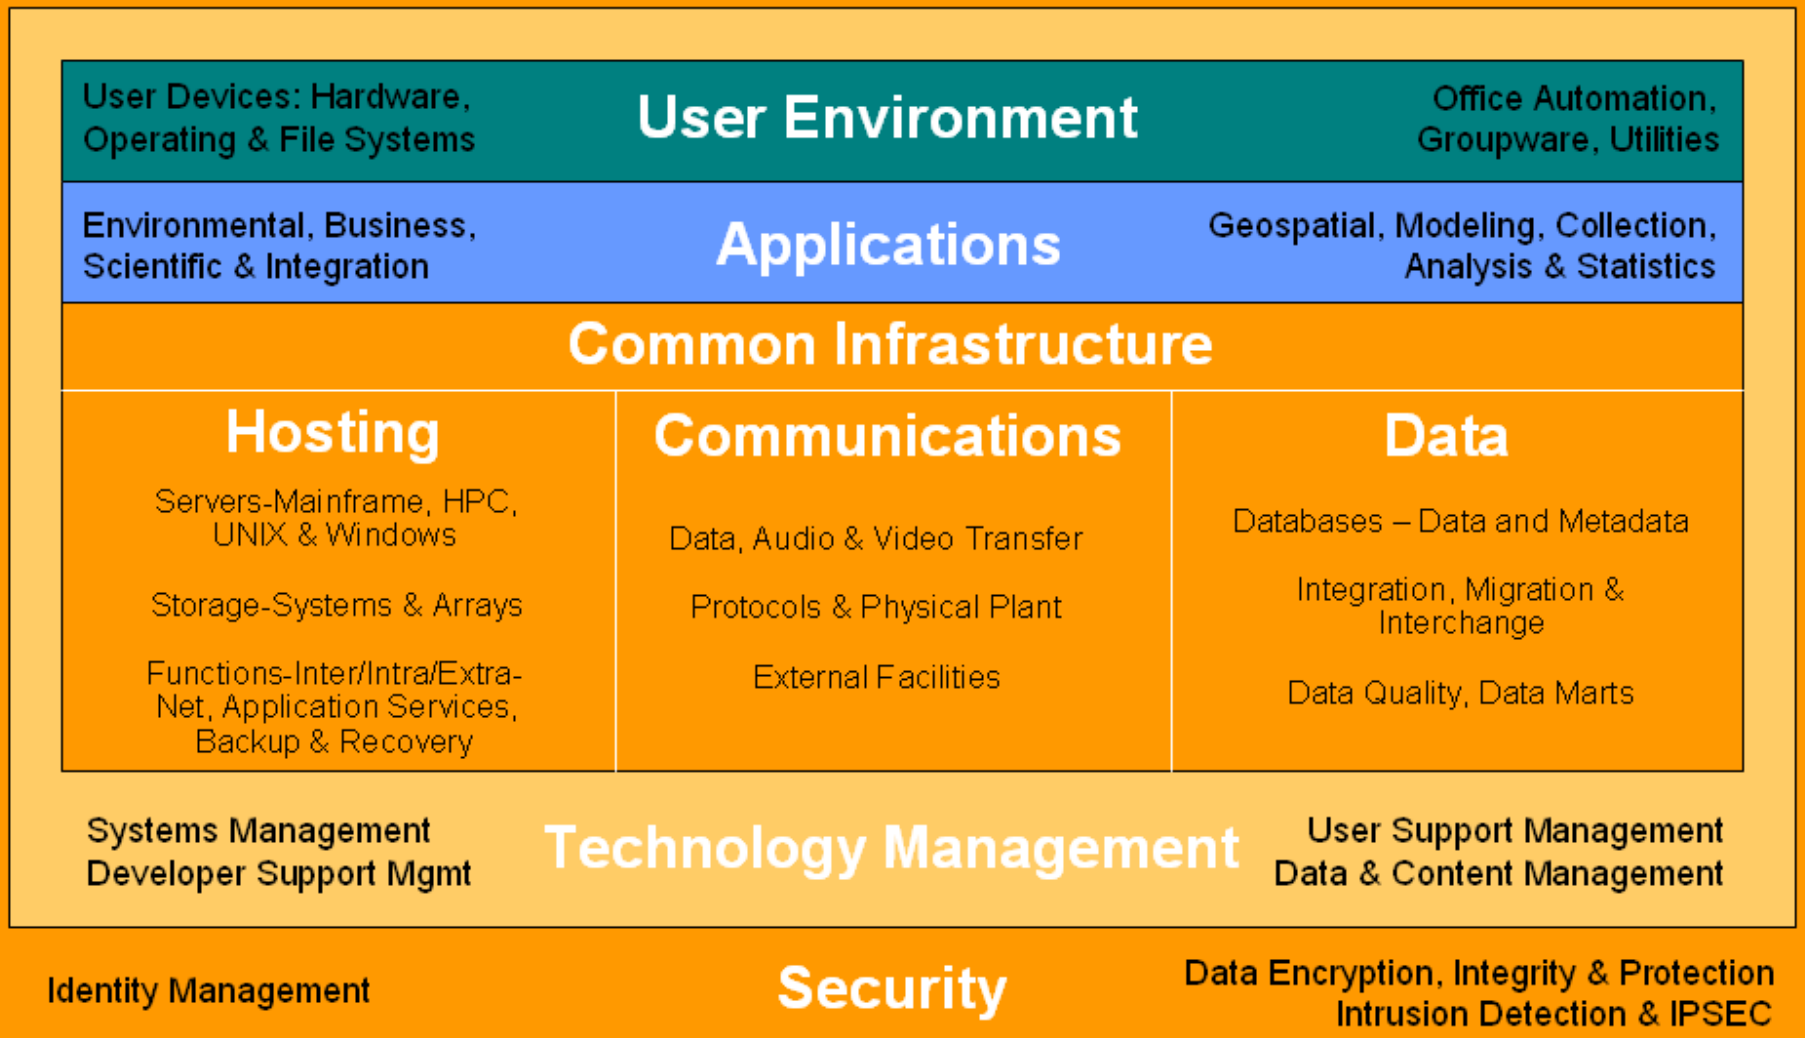 User Devices: Hardware,
Operating & File Systems
User Environment
Office Automation,
Groupware, Utilities
Environmental, Business,
Scientific & Integration
Applications
Geospatial, Modeling, Collection,
Analysis & Statistics
Common Infrastructure
Hosting
Servers-Mainframe, HPC,
UNIX & Windows
Storage-Systems & Arrays
Functions-Inter/Intra/Extra-
Net, Application Services,
Backup & Recovery
Communications
Data, Audio & Video Transfer
Protocols & Physical Plant
External Facilities
Data
Databases – Data and Metadata
Integration, Migration &
Interchange
Data Quality, Data Marts
Systems Management
Developer Support Mgmt
Technology Management
User Support Management
Data & Content Management
Identity Management
Security
Data Encryption, Integrity & Protection
Intrusion Detection & IPSEC